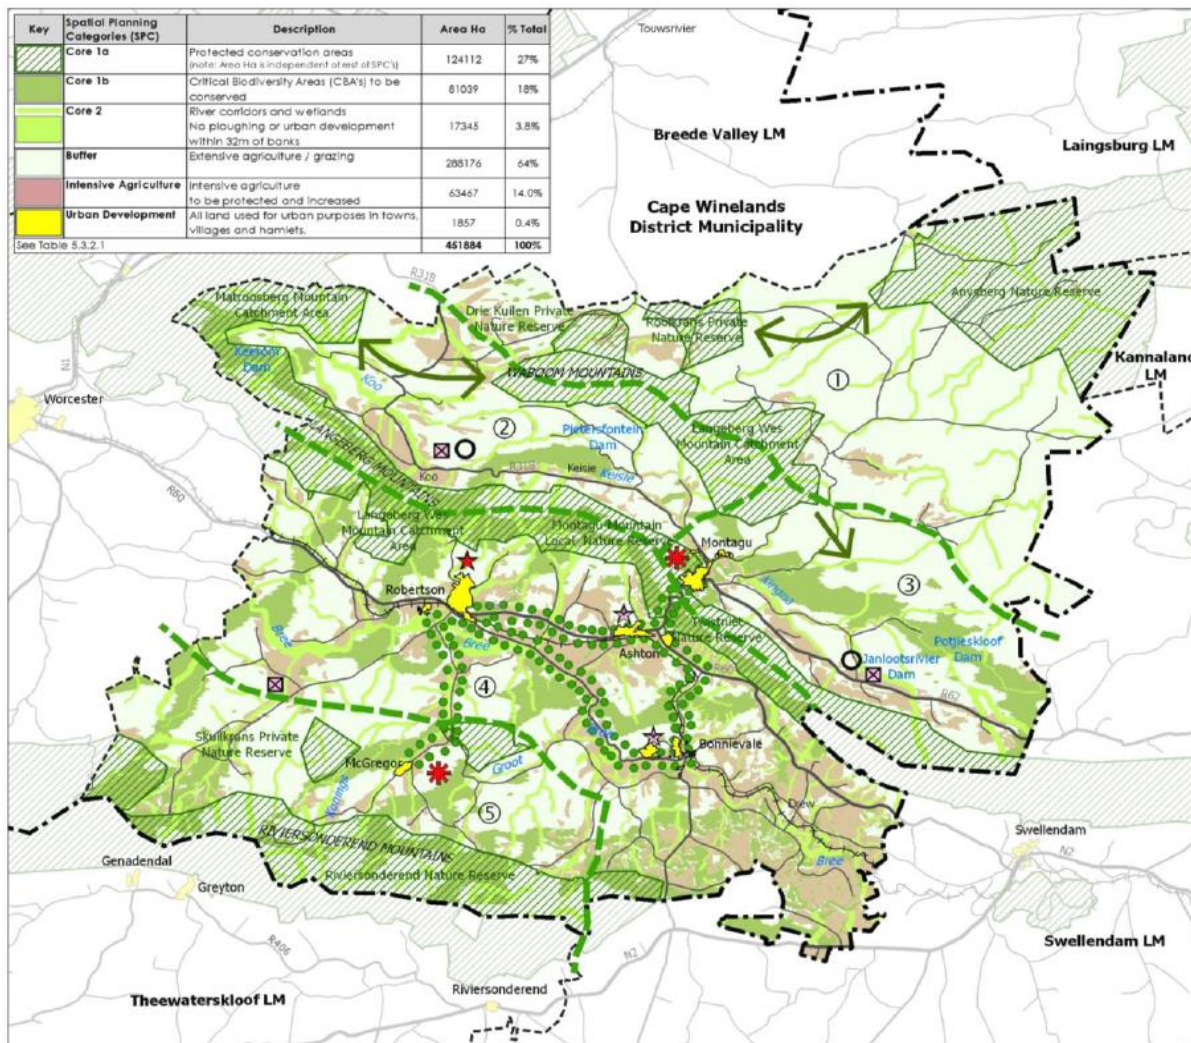 Key Spatial Planning Categories (SPC) Description Area Ha % Total
Core 1a Protected conservation areas 124112 27%
(note: Area Ha is independent of rest of SPC's)
Core 1b Critical Biodiversity Areas (CBA's) to be conserved 81039 18%
Core 2 River corridors and wetlands 17345 3.8%
No ploughing or urban development
within 32m of banks
Buffer Extensive agriculture / grazing 288176 64%
Intensive Agriculture Intensive agriculture 63467 14.0%
to be protected and increased
Urban Development All land used for urban purposes in towns, 1857 0.4%
villages and hamlets.
See Table 5.3.2.1 451884 100%
Touwsrivier
Breede Valley LM
Laingsburg LM
Cape Winelands
District Municipality
R318
Matroosberg Mountain
Catchment Area
Drie Kuilen Private
Nature Reserve
Rooikrans Private
Nature Reserve
Anysberg Nature Reserve
Kannaland
LM
N1
Keerom
Dam
Koo
WABOOM MOUNTAINS
1
Worcester
2
Pietersfontein
Dam
Langeberg Wes
Mountain Catchment
Area
LANGEBERG MOUNTAINS
Koo
R318
Keisie
Keisie
R60
Langeberg Wes
Mountain Catchment
Area
Montagu Mountain
Local Nature Reserve
Montagu
Robertson
Kingna
3
Bree
Bree
Ashton
Twistniet
Nature Reserve
Potjieskloof
Dam
Janlootsrivier
Dam
R60
R62
4
Skuilkrans Private
Nature Reserve
Bonnievale
McGregor
Groot
5
Drew
RIVIERSONDEREND MOUNTAINS
Riviersonderend Nature Reserve
Bree
Swellendam
N2
Genadendal
Greyton
R406
N2
Swellendam LM
Theewaterskloof LM
Riviersonderend